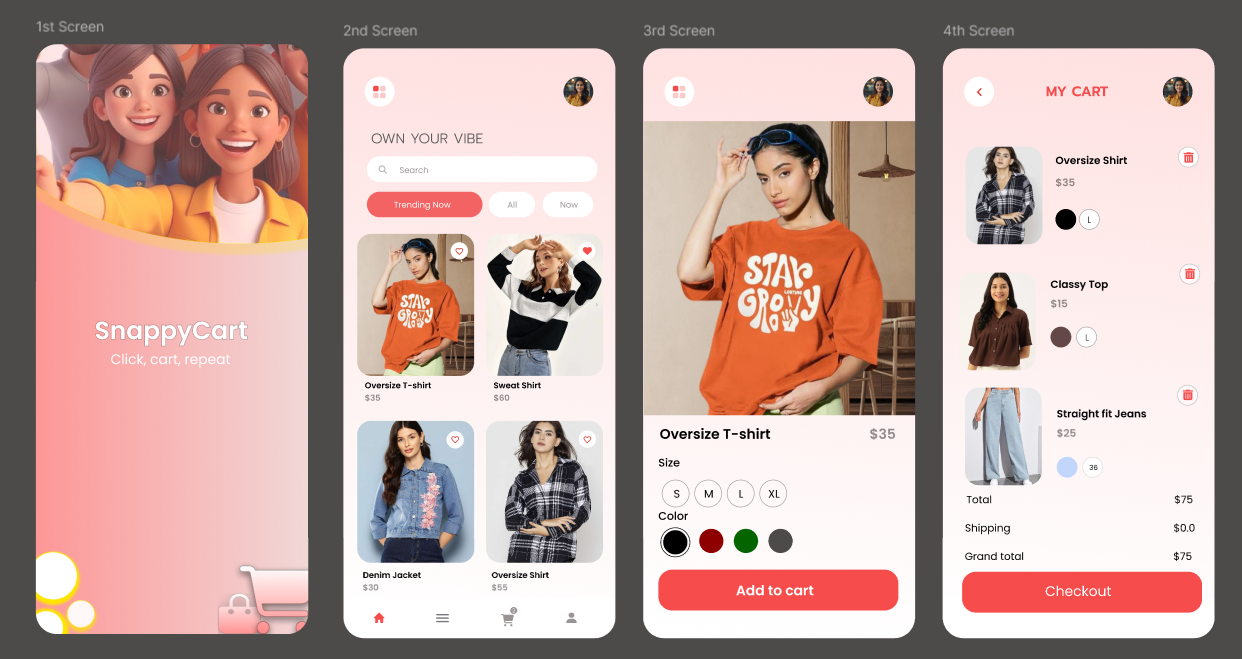 1st Screen
SnappyCart
Click, cart, repeat
2nd Screen
OWN YOUR VIBE
Search
Trending Now
All
Now
STAY
GROOVY
Oversize T-shirt
$35
Sweat Shirt
$60
Denim Jacket
$30
Oversize Shirt
$55
3rd Screen
STAY
GROOVY
Oversize T-shirt
$35
Size
S
M
L
XL
Color
Add to cart
4th Screen
MY CART
Oversize Shirt
$35
L
Classy Top
$15
L
Straight fit Jeans
$25
36
Total
$75
Shipping
$0.0
Grand total
$75
Checkout